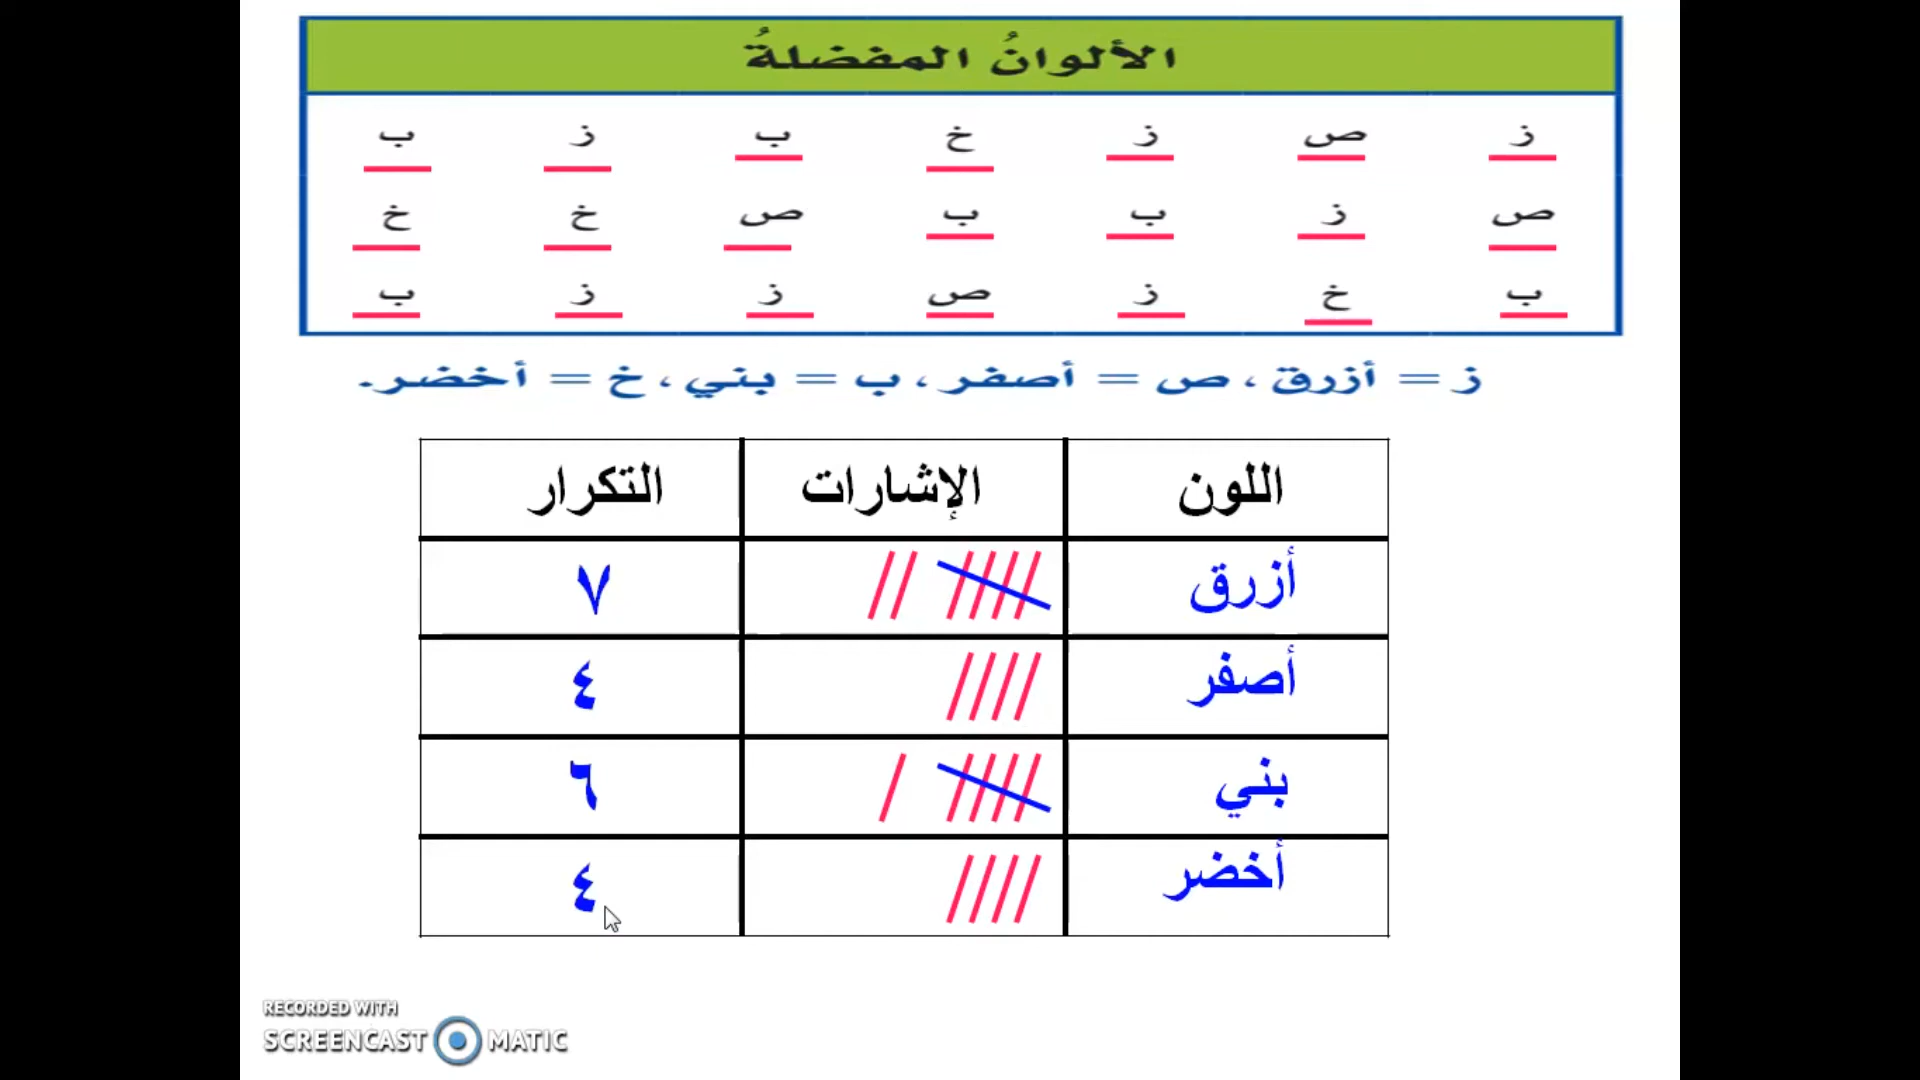 الألوانُ المفضلةُ
ز ص ز خ ب ز ب
ص ز ب ب ص خ خ
ب خ ز ص ز ز ب
ز = أزرق ، ص = أصفر ، ب = بني ، خ = أخضر.
اللون الإشارات التكرار
أزرق ٧
أصفر ٤
بني ٦
أخضر ٤
RECORDED WITH
SCREENCAST MATIC